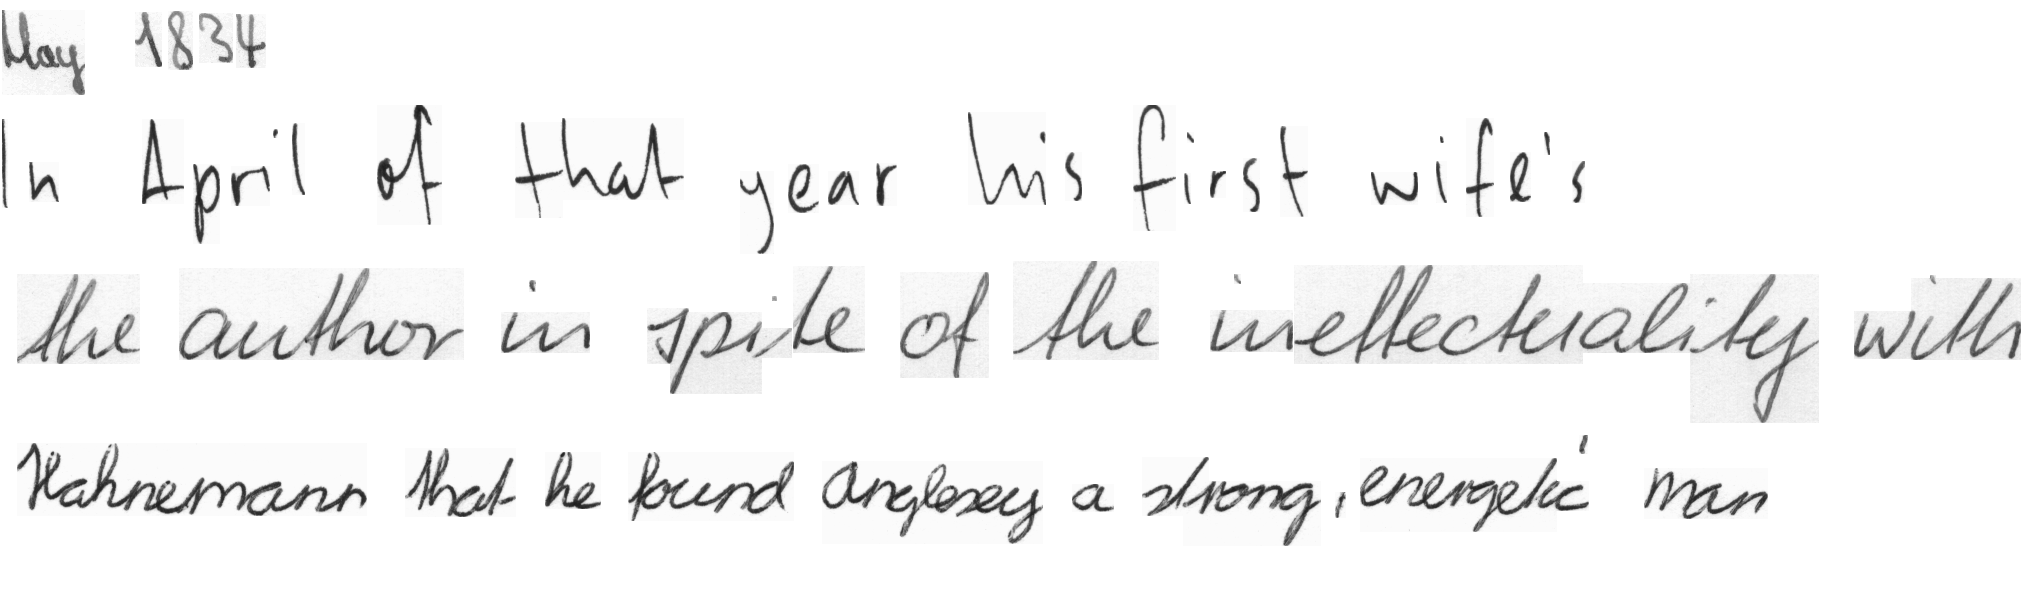 May 1834
In April of that year his first wife's
the author in spite of the ineffectuality with
Hahnemann that he found Anglesey a strong, energetic man